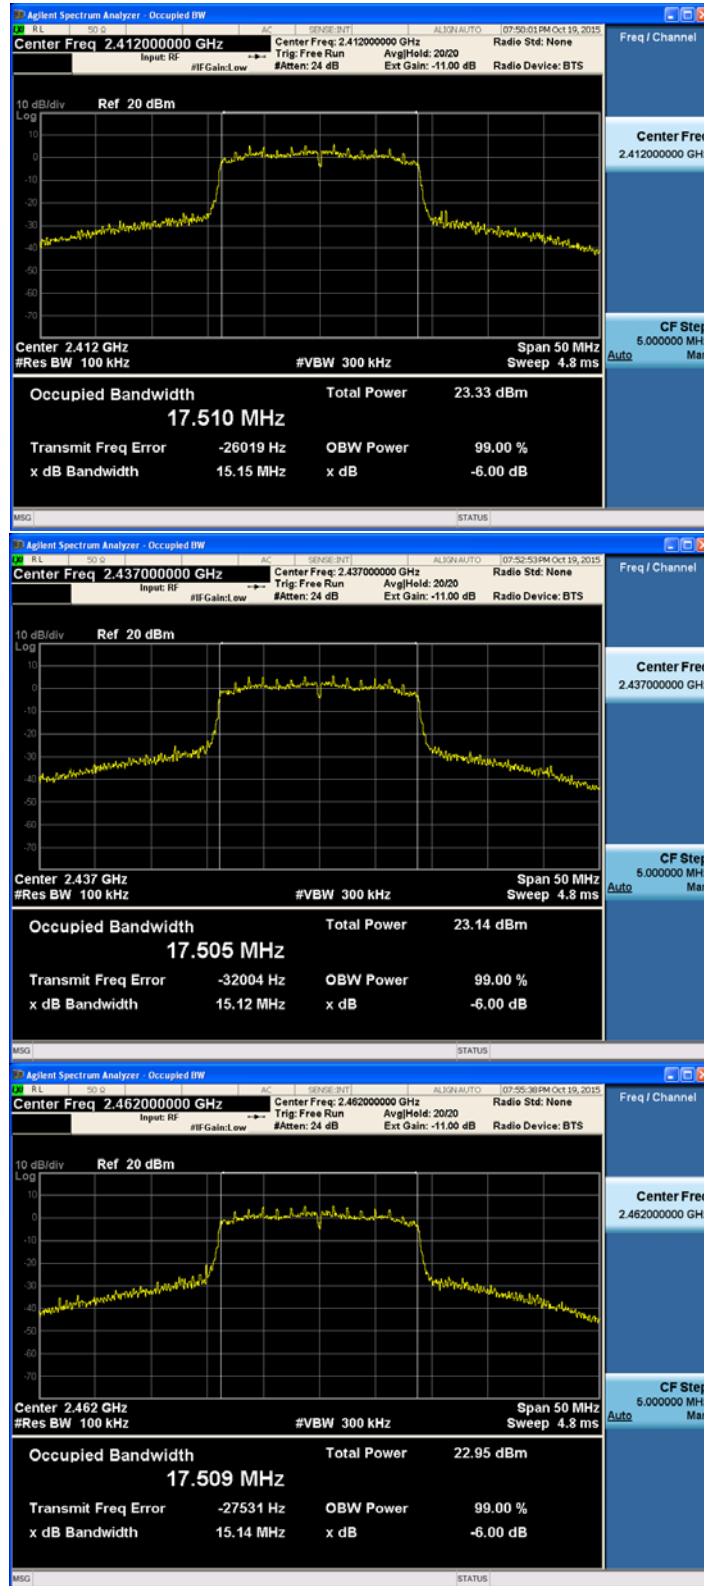 Agilent Spectrum Analyzer - Occupied BW
RL 50 Ω AC SENSE:INT ALIGN AUTO 07:50:01 PM Oct 19, 2015
Center Freq 2.412000000 GHz Center Freq: 2.412000000 GHz Radio Std: None Freq / Channel
Input: RF Trig: Free Run Avg|Hold: 20/20
#IFGain:Low #Atten: 24 dB Ext Gain: -11.00 dB Radio Device: BTS
10 dB/div Ref 20 dBm
Log
10
0
-10
-20
-30
-40
-50
-60
-70
Center Freq
2.412000000 GHz
Center 2.412 GHz Span 50 MHz
#Res BW 100 kHz #VBW 300 kHz Sweep 4.8 ms
CF Step
5.000000 MHz
Auto Man
Occupied Bandwidth Total Power 23.33 dBm
17.510 MHz
Transmit Freq Error -26019 Hz OBW Power 99.00 %
x dB Bandwidth 15.15 MHz x dB -6.00 dB
MSG STATUS
Agilent Spectrum Analyzer - Occupied BW
RL 50 Ω AC SENSE:INT ALIGN AUTO 07:52:53 PM Oct 19, 2015
Center Freq 2.437000000 GHz Center Freq: 2.437000000 GHz Radio Std: None Freq / Channel
Input: RF Trig: Free Run Avg|Hold: 20/20
#IFGain:Low #Atten: 24 dB Ext Gain: -11.00 dB Radio Device: BTS
10 dB/div Ref 20 dBm
Log
10
0
-10
-20
-30
-40
-50
-60
-70
Center Freq
2.437000000 GHz
Center 2.437 GHz Span 50 MHz
#Res BW 100 kHz #VBW 300 kHz Sweep 4.8 ms
CF Step
5.000000 MHz
Auto Man
Occupied Bandwidth Total Power 23.14 dBm
17.505 MHz
Transmit Freq Error -32004 Hz OBW Power 99.00 %
x dB Bandwidth 15.12 MHz x dB -6.00 dB
MSG STATUS
Agilent Spectrum Analyzer - Occupied BW
RL 50 Ω AC SENSE:INT ALIGN AUTO 07:55:38 PM Oct 19, 2015
Center Freq 2.462000000 GHz Center Freq: 2.462000000 GHz Radio Std: None Freq / Channel
Input: RF Trig: Free Run Avg|Hold: 20/20
#IFGain:Low #Atten: 24 dB Ext Gain: -11.00 dB Radio Device: BTS
10 dB/div Ref 20 dBm
Log
10
0
-10
-20
-30
-40
-50
-60
-70
Center Freq
2.462000000 GHz
Center 2.462 GHz Span 50 MHz
#Res BW 100 kHz #VBW 300 kHz Sweep 4.8 ms
CF Step
5.000000 MHz
Auto Man
Occupied Bandwidth Total Power 22.95 dBm
17.509 MHz
Transmit Freq Error -27531 Hz OBW Power 99.00 %
x dB Bandwidth 15.14 MHz x dB -6.00 dB
MSG STATUS